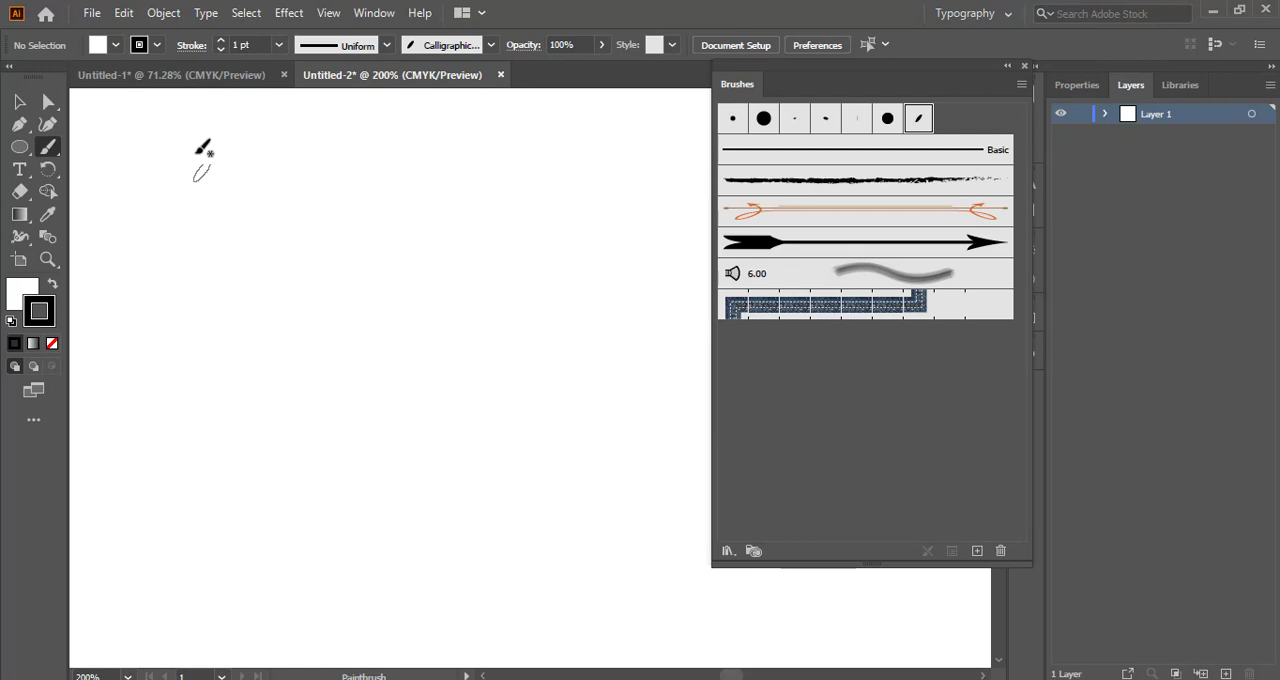 Ai File Edit Object Type Select Effect View Window Help Typography Search Adobe Stock
No Selection Stroke: 1 pt Uniform Calligraphic... Opacity: 100% Style: Document Setup Preferences
Untitled-1* @ 71.28% (CMYK/Preview) Untitled-2* @ 200% (CMYK/Preview)
Brushes
Properties Layers Libraries
Layer 1
Basic
6.00
200% 1 Paintbrush
1 Layer